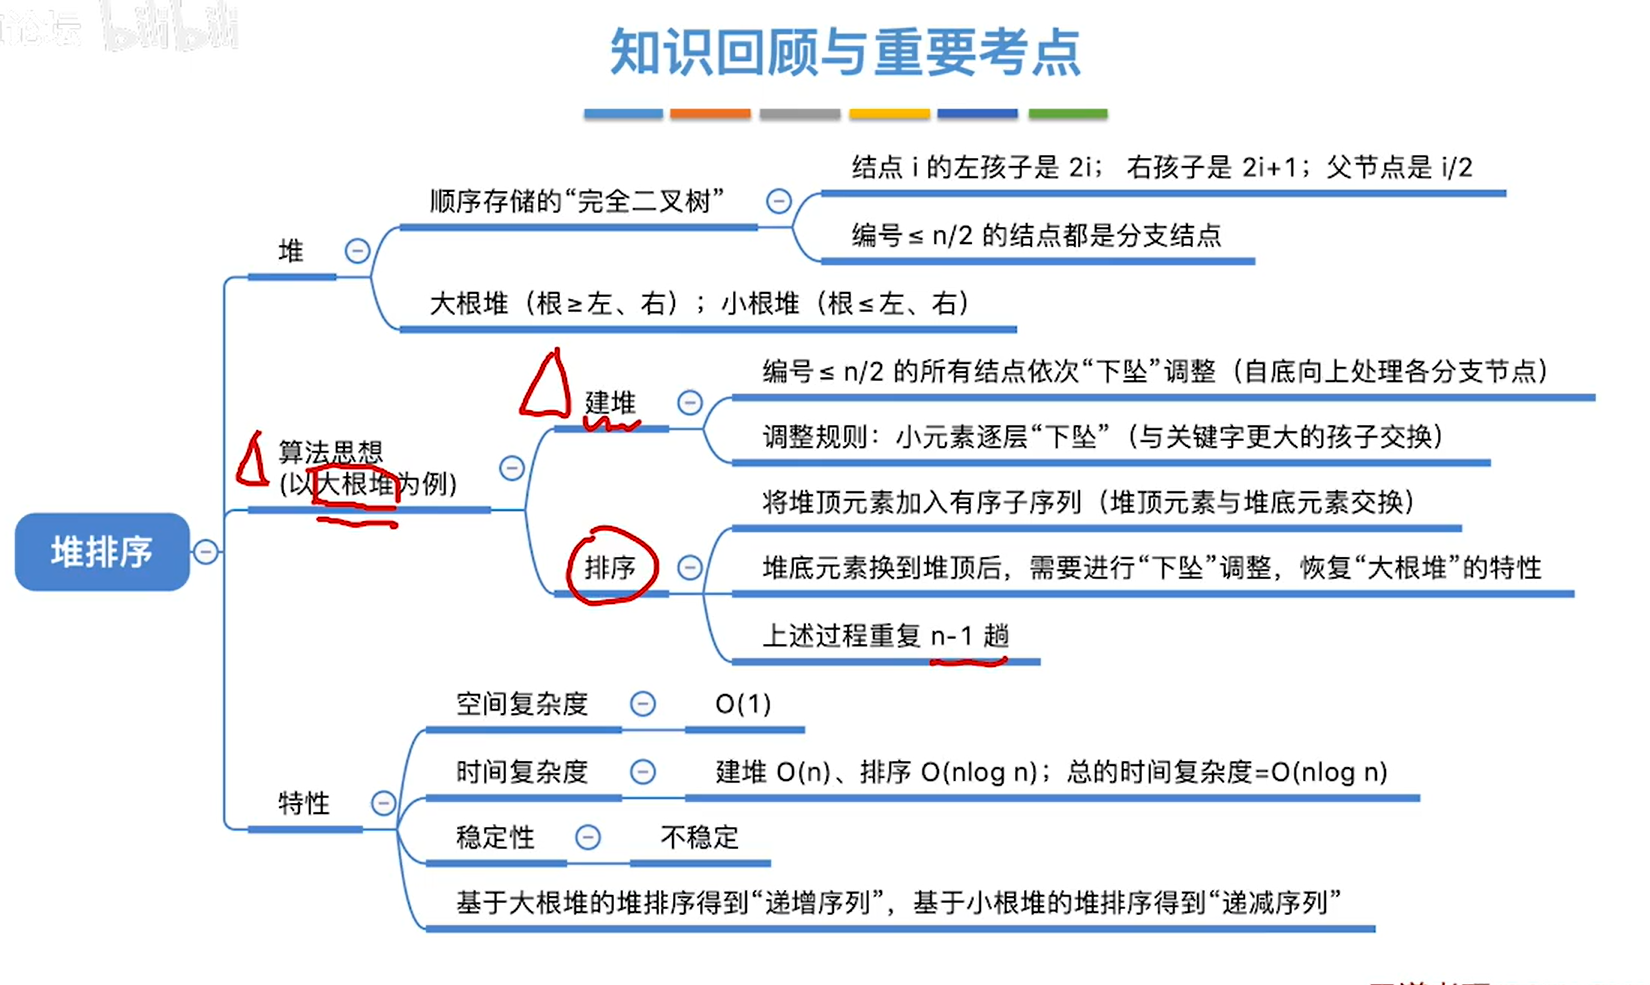 论坛 bilibili
知识回顾与重要考点
结点 i 的左孩子是 2i； 右孩子是 2i+1；父节点是 i/2
顺序存储的“完全二叉树”
编号≤ n/2 的结点都是分支结点
堆
大根堆（根≥左、右）；小根堆（根≤左、右）
编号≤ n/2 的所有结点依次“下坠”调整（自底向上处理各分支节点）
建堆
调整规则：小元素逐层“下坠”（与关键字更大的孩子交换）
算法思想
(以大根堆为例)
将堆顶元素加入有序子序列（堆顶元素与堆底元素交换）
堆排序
排序
堆底元素换到堆顶后，需要进行“下坠”调整，恢复“大根堆”的特性
上述过程重复 n-1 趟
空间复杂度
O(1)
时间复杂度
建堆 O(n)、排序 O(nlog n)；总的时间复杂度=O(nlog n)
特性
稳定性
不稳定
基于大根堆的堆排序得到“递增序列”，基于小根堆的堆排序得到“递减序列”